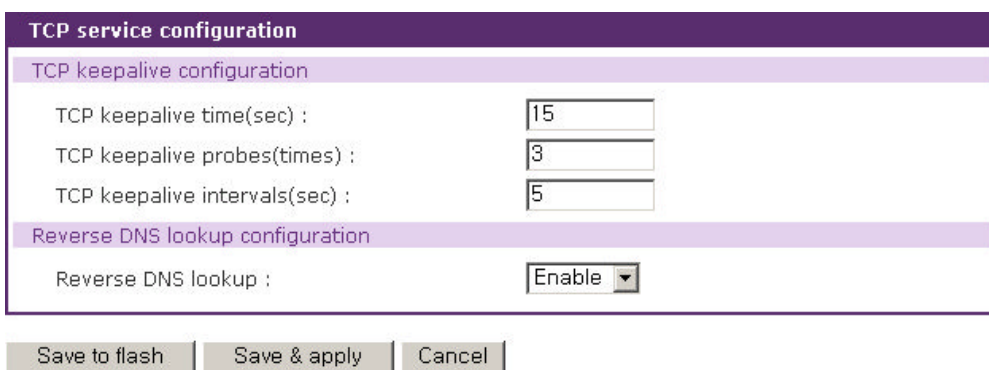 TCP service configuration
TCP keepalive configuration
TCP keepalive time(sec) : 15
TCP keepalive probes(times) : 3
TCP keepalive intervals(sec) : 5
Reverse DNS lookup configuration
Reverse DNS lookup : Enable
Save to flash Save & apply Cancel